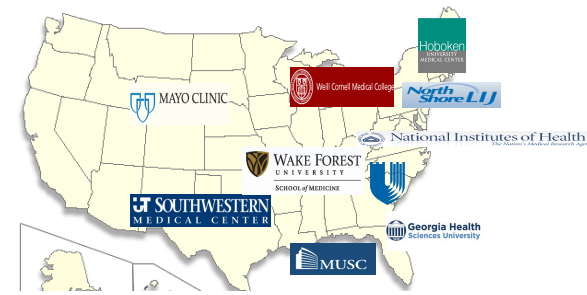 Hoboken
UNIVERSITY
MEDICAL CENTER
Weill Cornell Medical College
North
Shore LIJ
MAYO CLINIC
National Institutes of Health
The Nation's Medical Research Agen
WAKE FOREST
UNIVERSITY
SCHOOL of MEDICINE
UT SOUTHWESTERN
MEDICAL CENTER
Georgia Health
Sciences University
MUSC